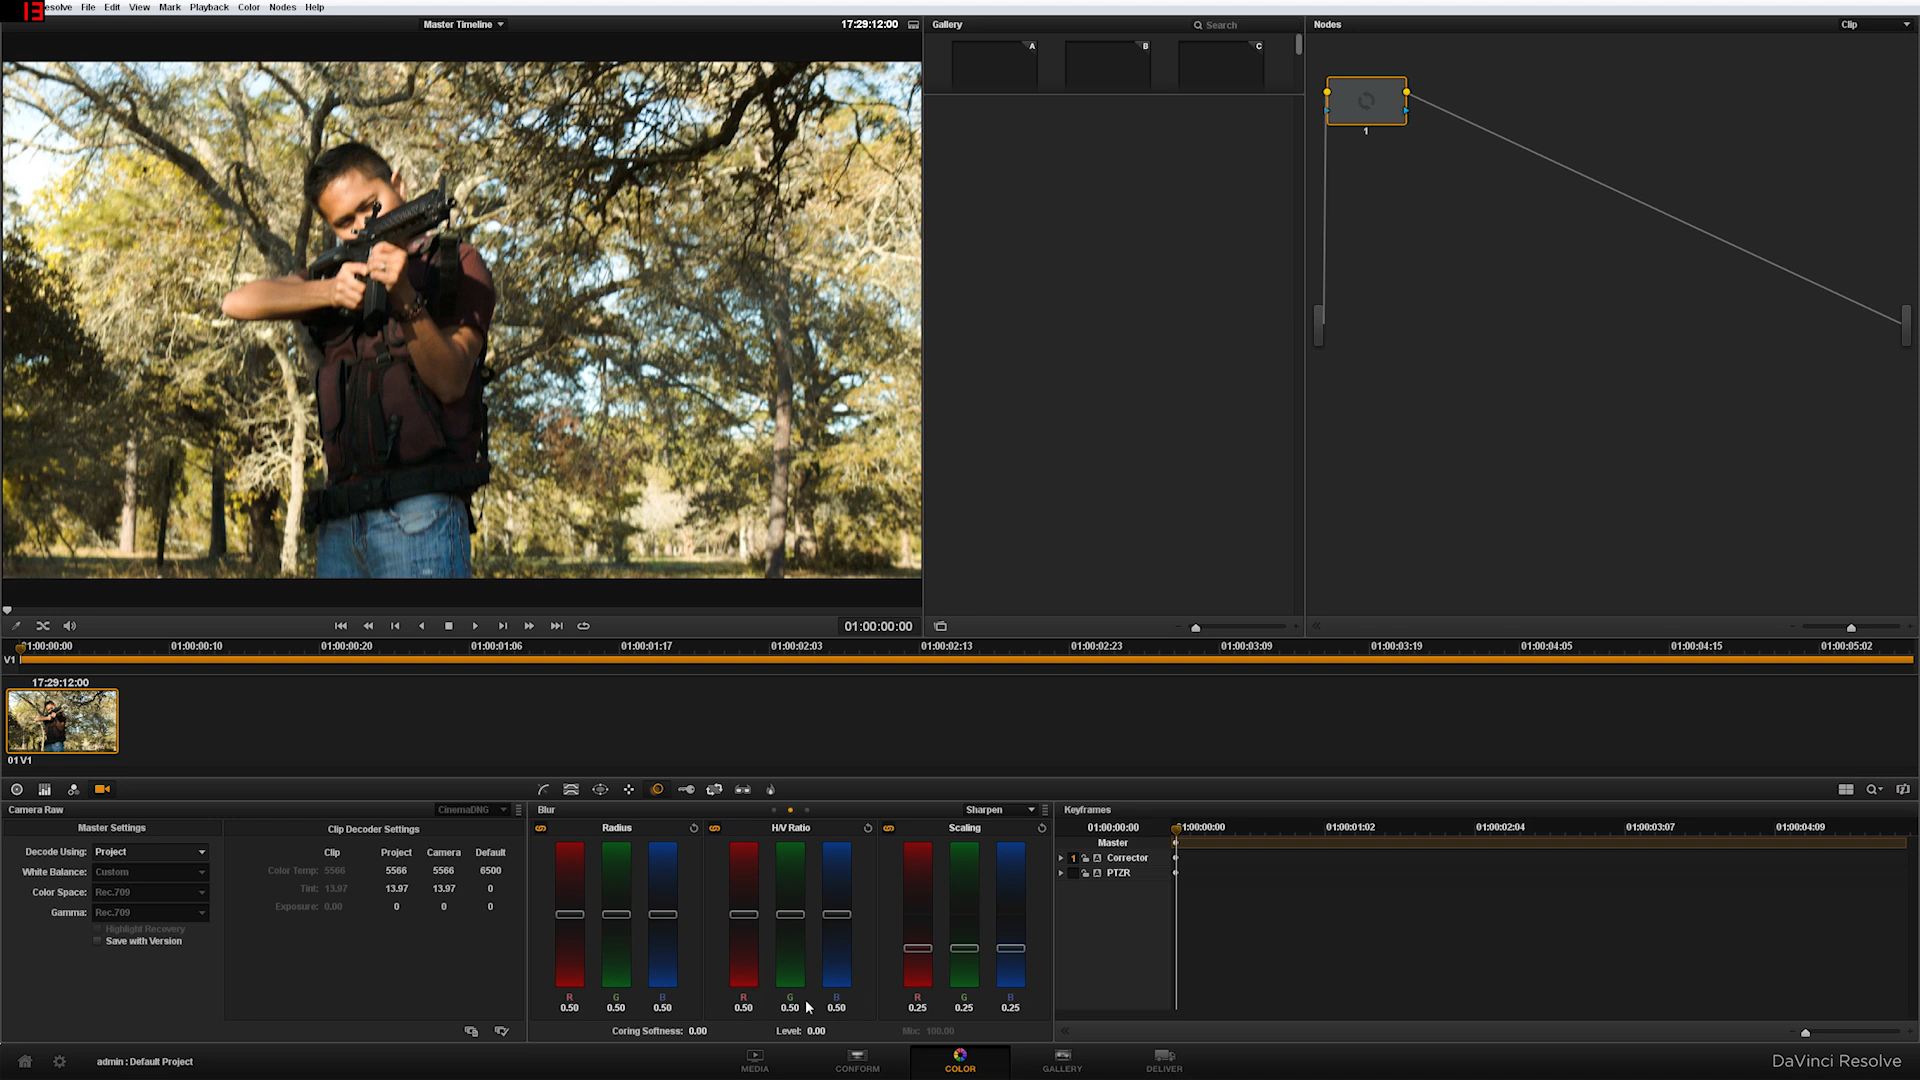 13
esolve File Edit View Mark Playback Color Nodes Help
Master Timeline 17:29:12:00
Gallery Search
Nodes Clip
A B C
1
01:00:00:00
01:00:00:00 01:00:00:10 01:00:00:20 01:00:01:06 01:00:01:17 01:00:02:03 01:00:02:13 01:00:02:23 01:00:03:09 01:00:03:19 01:00:04:05 01:00:04:15 01:00:05:02
V1
17:29:12:00
01 V1
Camera Raw CinemaDNG
Master Settings
Decode Using: Project
White Balance: Custom
Color Space: Rec.709
Gamma: Rec.709
Highlight Recovery
Save with Version
Clip Decoder Settings
Clip Project Camera Default
Color Temp: 5566 5566 5566 6500
Tint: 13.97 13.97 13.97 0
Exposure: 0.00 0 0 0
Blur Sharpen
Radius H/V Ratio Scaling
R G B R G B R G B
0.50 0.50 0.50 0.50 0.50 0.50 0.25 0.25 0.25
Coring Softness: 0.00 Level: 0.00 Mix: 100.00
Keyframes
01:00:00:00 01:00:00:00 01:00:01:02 01:00:02:04 01:00:03:07 01:00:04:09
Master
1 Corrector
PTZR
admin : Default Project
MEDIA CONFORM COLOR GALLERY DELIVER
DaVinci Resolve